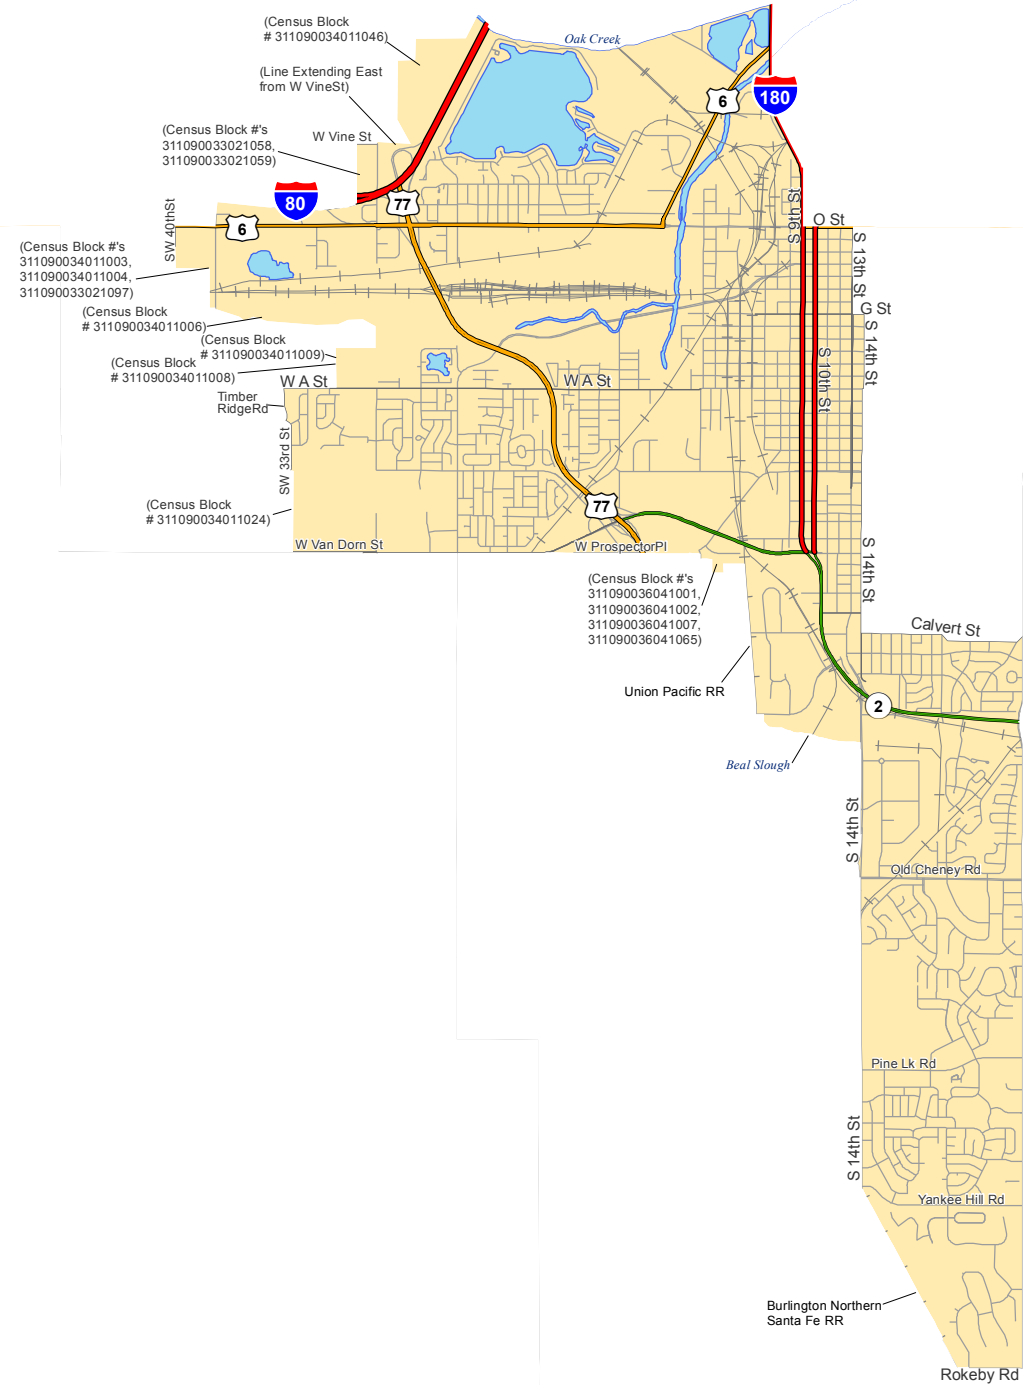 (Census Block
# 311090034011046)
Oak Creek
(Line Extending East
from W VineSt)
180
6
W Vine St
(Census Block #'s
311090033021058,
311090033021059)
80
77
SW 40thSt
6
S 9th St
O St
S 13th St
(Census Block #'s
311090034011003,
311090034011004,
311090033021097)
(Census Block
# 311090034011006)
G St
S 14th St
(Census Block
# 311090034011009)
(Census Block
# 311090034011008)
S 10th St
W A St
W A St
Timber
RidgeRd
SW 33rd St
(Census Block
# 311090034011024)
77
W Van Dorn St
W ProspectorPl
S 14th St
(Census Block #'s
311090036041001,
311090036041002,
311090036041007,
311090036041065)
Calvert St
Union Pacific RR
2
Beal Slough
S 14th St
Old Cheney Rd
Pine Lk Rd
S 14th St
Yankee Hill Rd
Burlington Northern
Santa Fe RR
Rokeby Rd